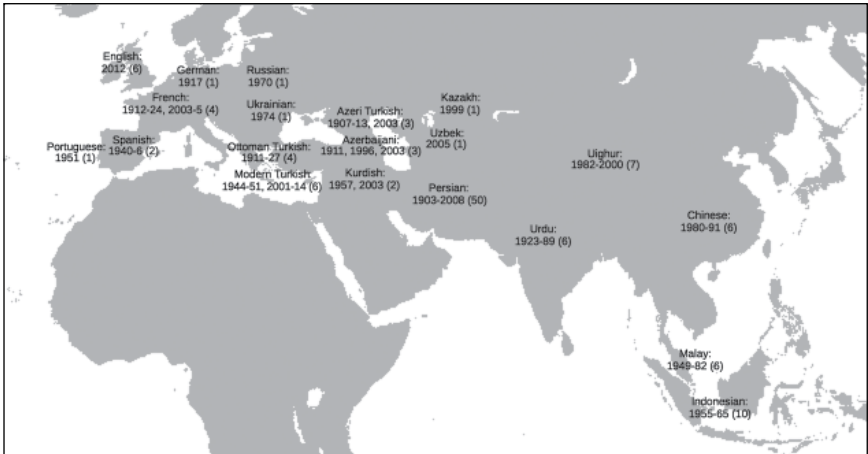 English:
2012 (6)
German:
1917 (1)
Russian:
1970 (1)
French:
1912-24, 2003-5 (4)
Ukrainian:
1974 (1)
Azeri Turkish:
1907-13, 2003 (3)
Kazakh:
1999 (1)
Portuguese:
1951 (1)
Spanish:
1940-6 (2)
Ottoman Turkish:
1911-27 (4)
Azerbaijani:
1911, 1996, 2003 (3)
Uzbek:
2005 (1)
Uighur:
1982-2000 (7)
Modern Turkish:
1944-51, 2001-14 (6)
Kurdish:
1957, 2003 (2)
Persian:
1903-2008 (50)
Chinese:
1980-91 (6)
Urdu:
1923-89 (6)
Malay:
1949-82 (6)
Indonesian:
1955-65 (10)